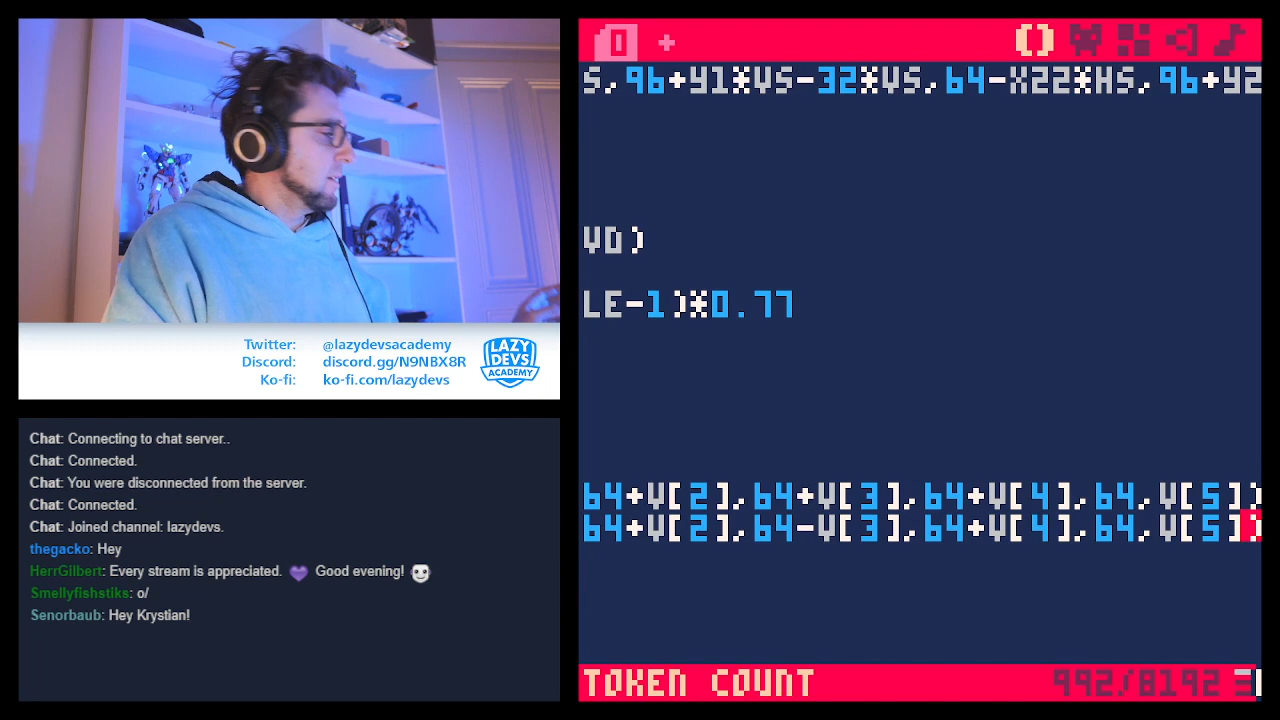 Twitter: @lazydevsacademy
Discord: discord.gg/N9NBX8R
Ko-fi: ko-fi.com/lazydevs
LAZY
DEVS
ACADEMY
Chat: Connecting to chat server..
Chat: Connected.
Chat: You were disconnected from the server.
Chat: Connected.
Chat: Joined channel: lazydevs.
thegacko: Hey
HerrGilbert: Every stream is appreciated. 💜 Good evening!
Smellyfishstiks: o/
Senorbaub: Hey Krystian!
0 +
S,96+Y1*VS-32*VS,64-X22*HS,96+Y2
VO)
LE-1)*0.77
64+V[2],64+V[3],64+V[4],64,V[5])
64+V[2],64-V[3],64+V[4],64,V[5])
TOKEN COUNT 992/8192